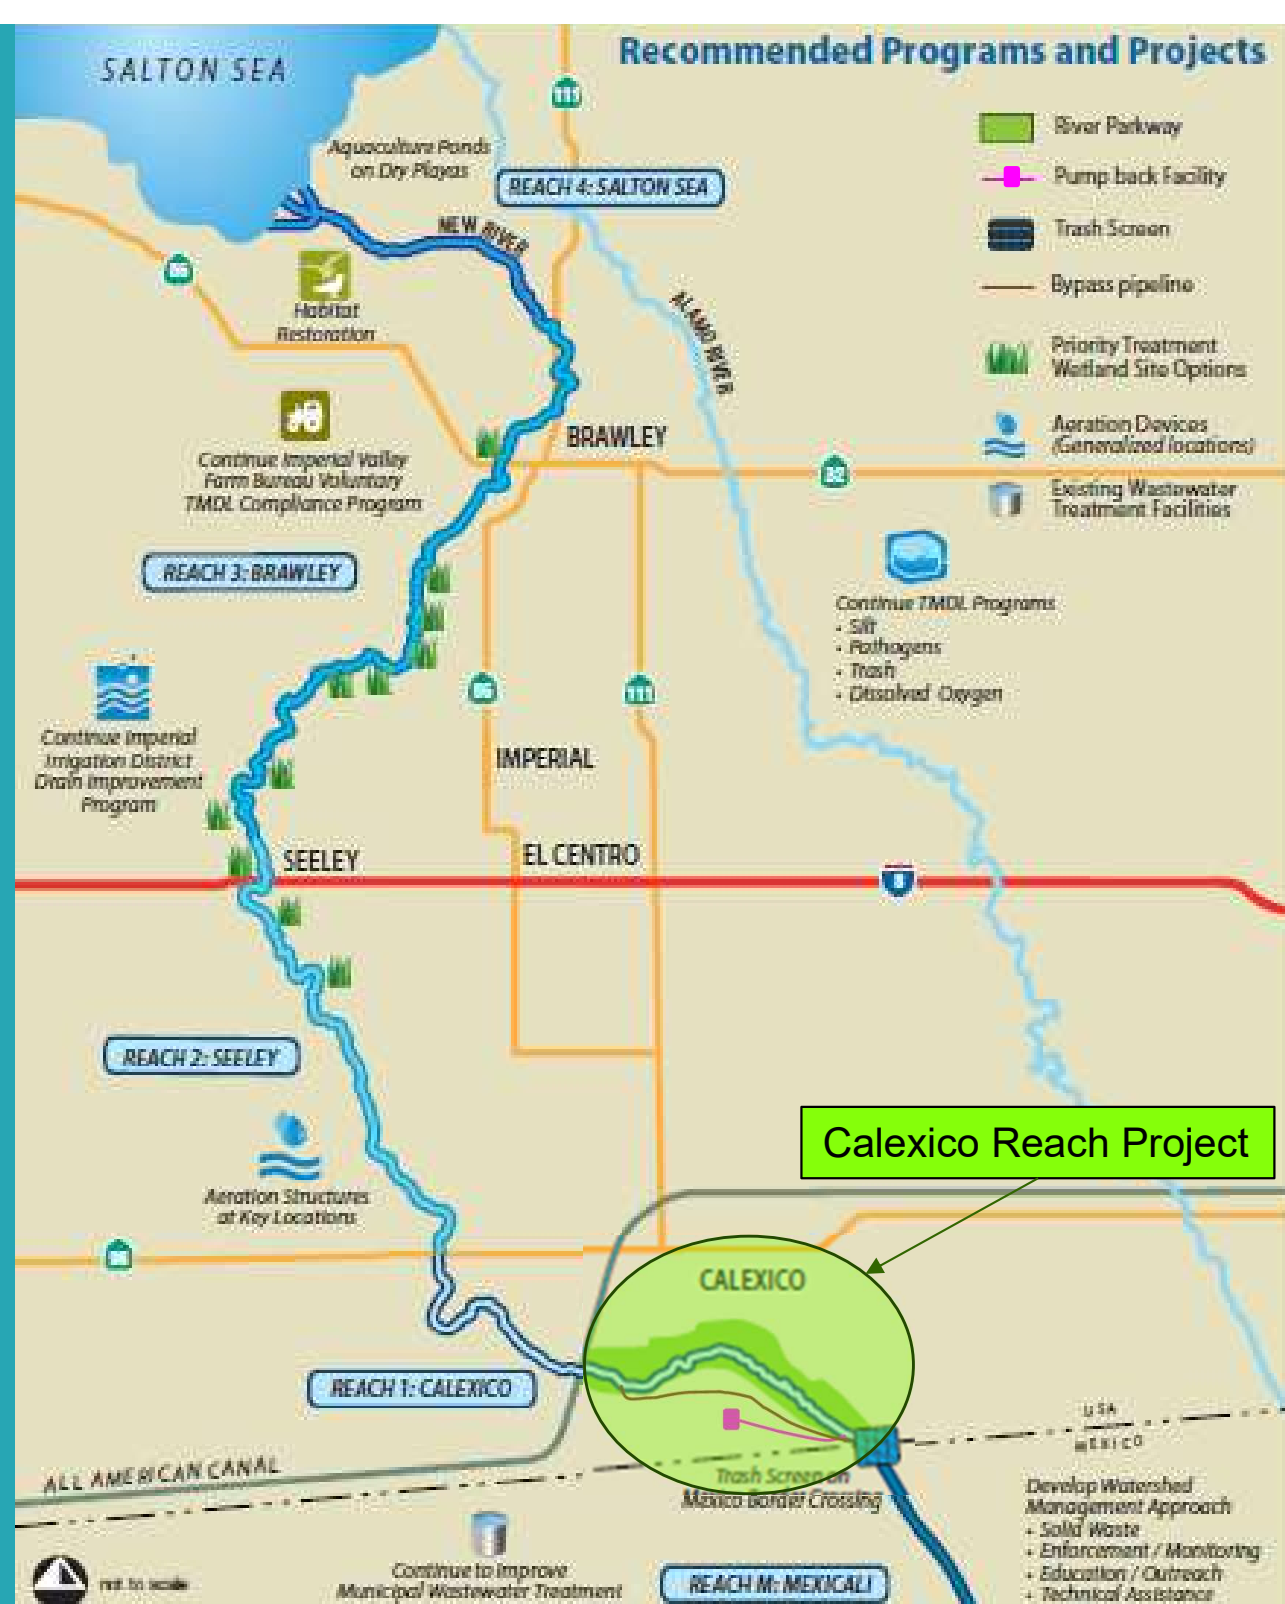 Recommended Programs and Projects
SALTON SEA
111
River Parkway
Pump back Facility
Trash Screen
Bypass pipeline
Priority Treatment
Wetland Site Options
Aeration Devices
(Generalized locations)
Existing Wastewater
Treatment Facilities
Aquaculture Ponds
on Dry Playas
REACH 4: SALTON SEA
NEW RIVER
ALAMO RIVER
Habitat
Restoration
Continue Imperial Valley
Farm Bureau Voluntary
TMDL Compliance Program
BRAWLEY
REACH 3: BRAWLEY
Continue TMDL Programs
• Silt
• Pathogens
• Trash
• Dissolved Oxygen
111
Continue Imperial
Irrigation District
Drain Improvement
Program
IMPERIAL
SEELEY
EL CENTRO
8
REACH 2: SEELEY
Aeration Structures
at Key Locations
Calexico Reach Project
CALEXICO
REACH 1: CALEXICO
USA
MEXICO
ALL AMERICAN CANAL
Trash Screen on
Mexico Border Crossing
Develop Watershed
Management Approach
• Solid Waste
• Enforcement / Monitoring
• Education / Outreach
• Technical Assistance
not to scale
Continue to Improve
Municipal Wastewater Treatment
REACH M: MEXICALI